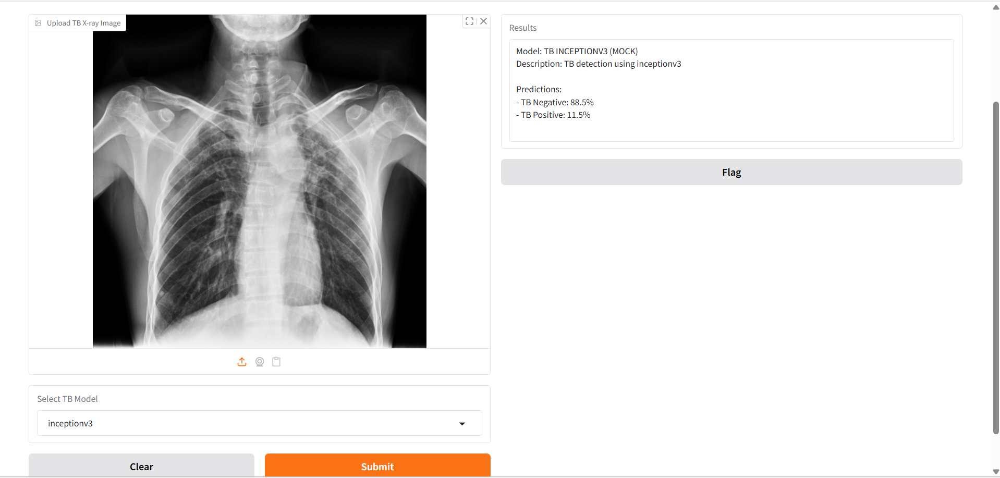 Upload TB X-ray Image
Select TB Model
inceptionv3
Clear
Submit
Results
Model: TB INCEPTIONV3 (MOCK)
Description: TB detection using inceptionv3
Predictions:
- TB Negative: 88.5%
- TB Positive: 11.5%
Flag